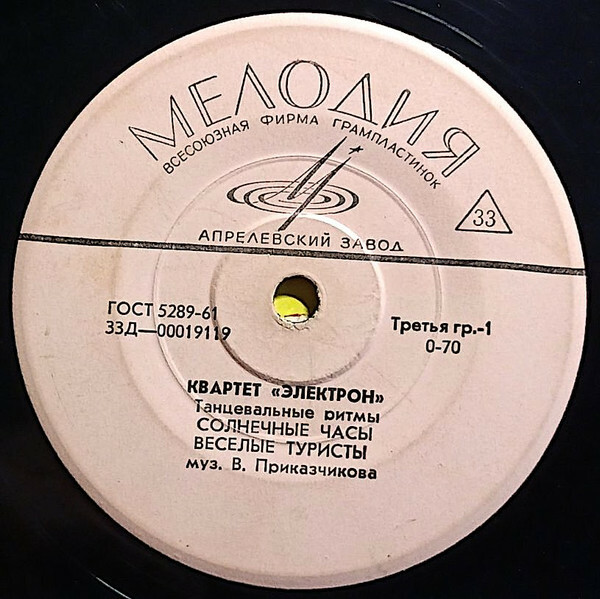 МЕЛОДИЯ
ВСЕСОЮЗНАЯ ФИРМА ГРАМПЛАСТИНОК
33
АПРЕЛЕВСКИЙ ЗАВОД
ГОСТ 5289-61
33Д—00019119
Третья гр.-1
0-70
КВАРТЕТ «ЭЛЕКТРОН»
Танцевальные ритмы
СОЛНЕЧНЫЕ ЧАСЫ
ВЕСЕЛЫЕ ТУРИСТЫ
муз. В. Приказчикова